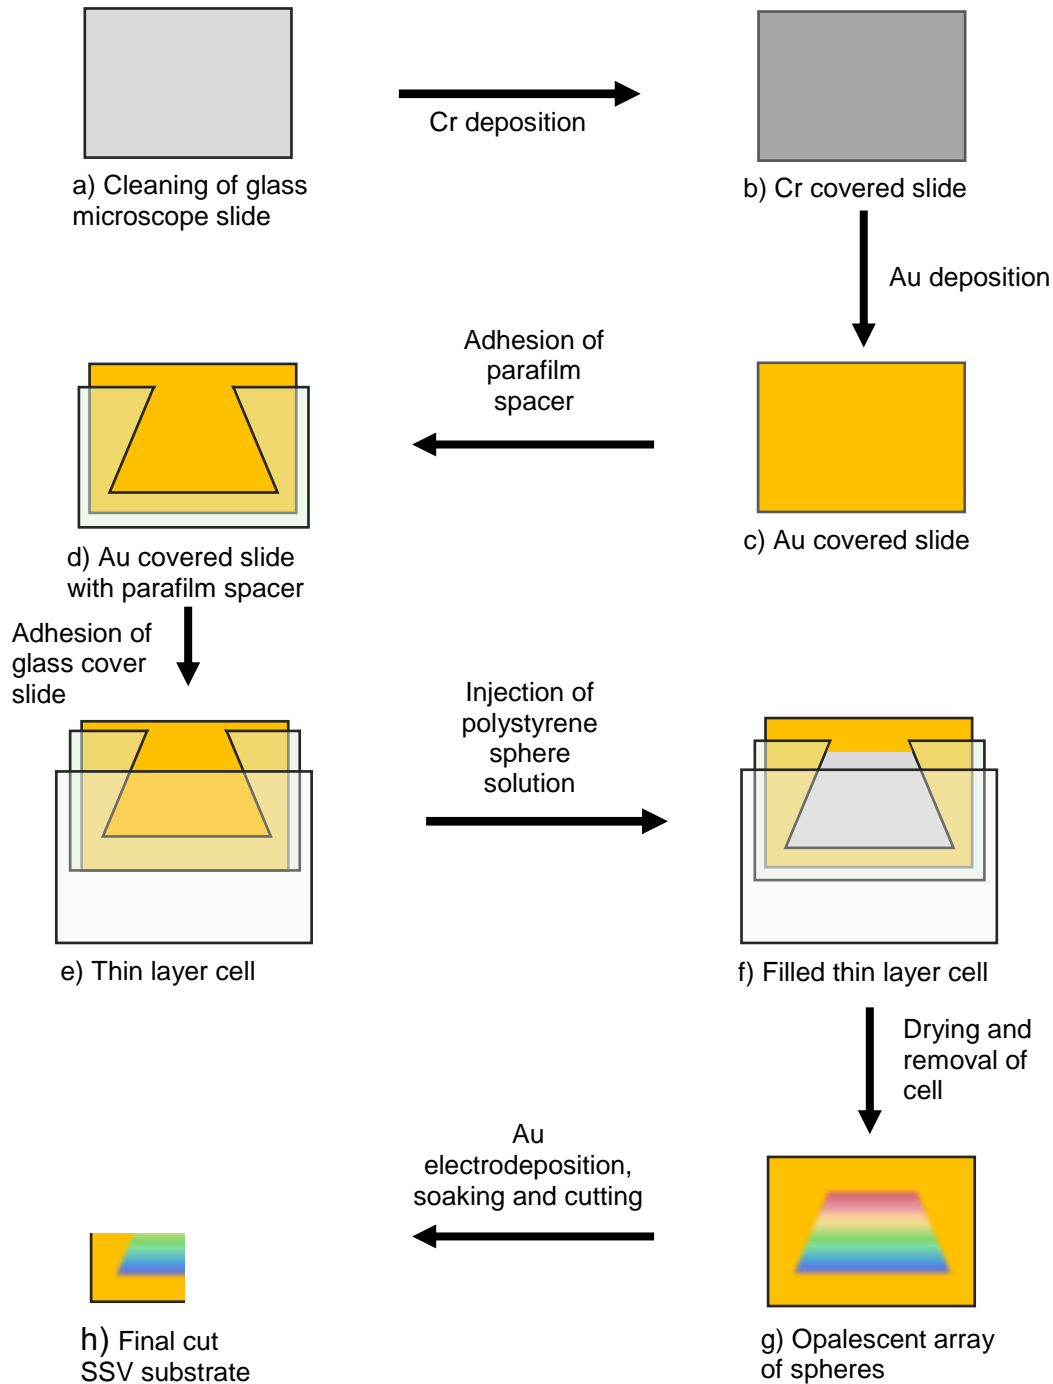 Cr deposition
a) Cleaning of glass
microscope slide
b) Cr covered slide
Au deposition
Adhesion of
parafilm
spacer
c) Au covered slide
d) Au covered slide
with parafilm spacer
Adhesion of
glass cover
slide
Injection of
polystyrene
sphere
solution
e) Thin layer cell
f) Filled thin layer cell
Drying and
removal of
cell
Au
electrodeposition,
soaking and cutting
g) Opalescent array
of spheres
h) Final cut
SSV substrate